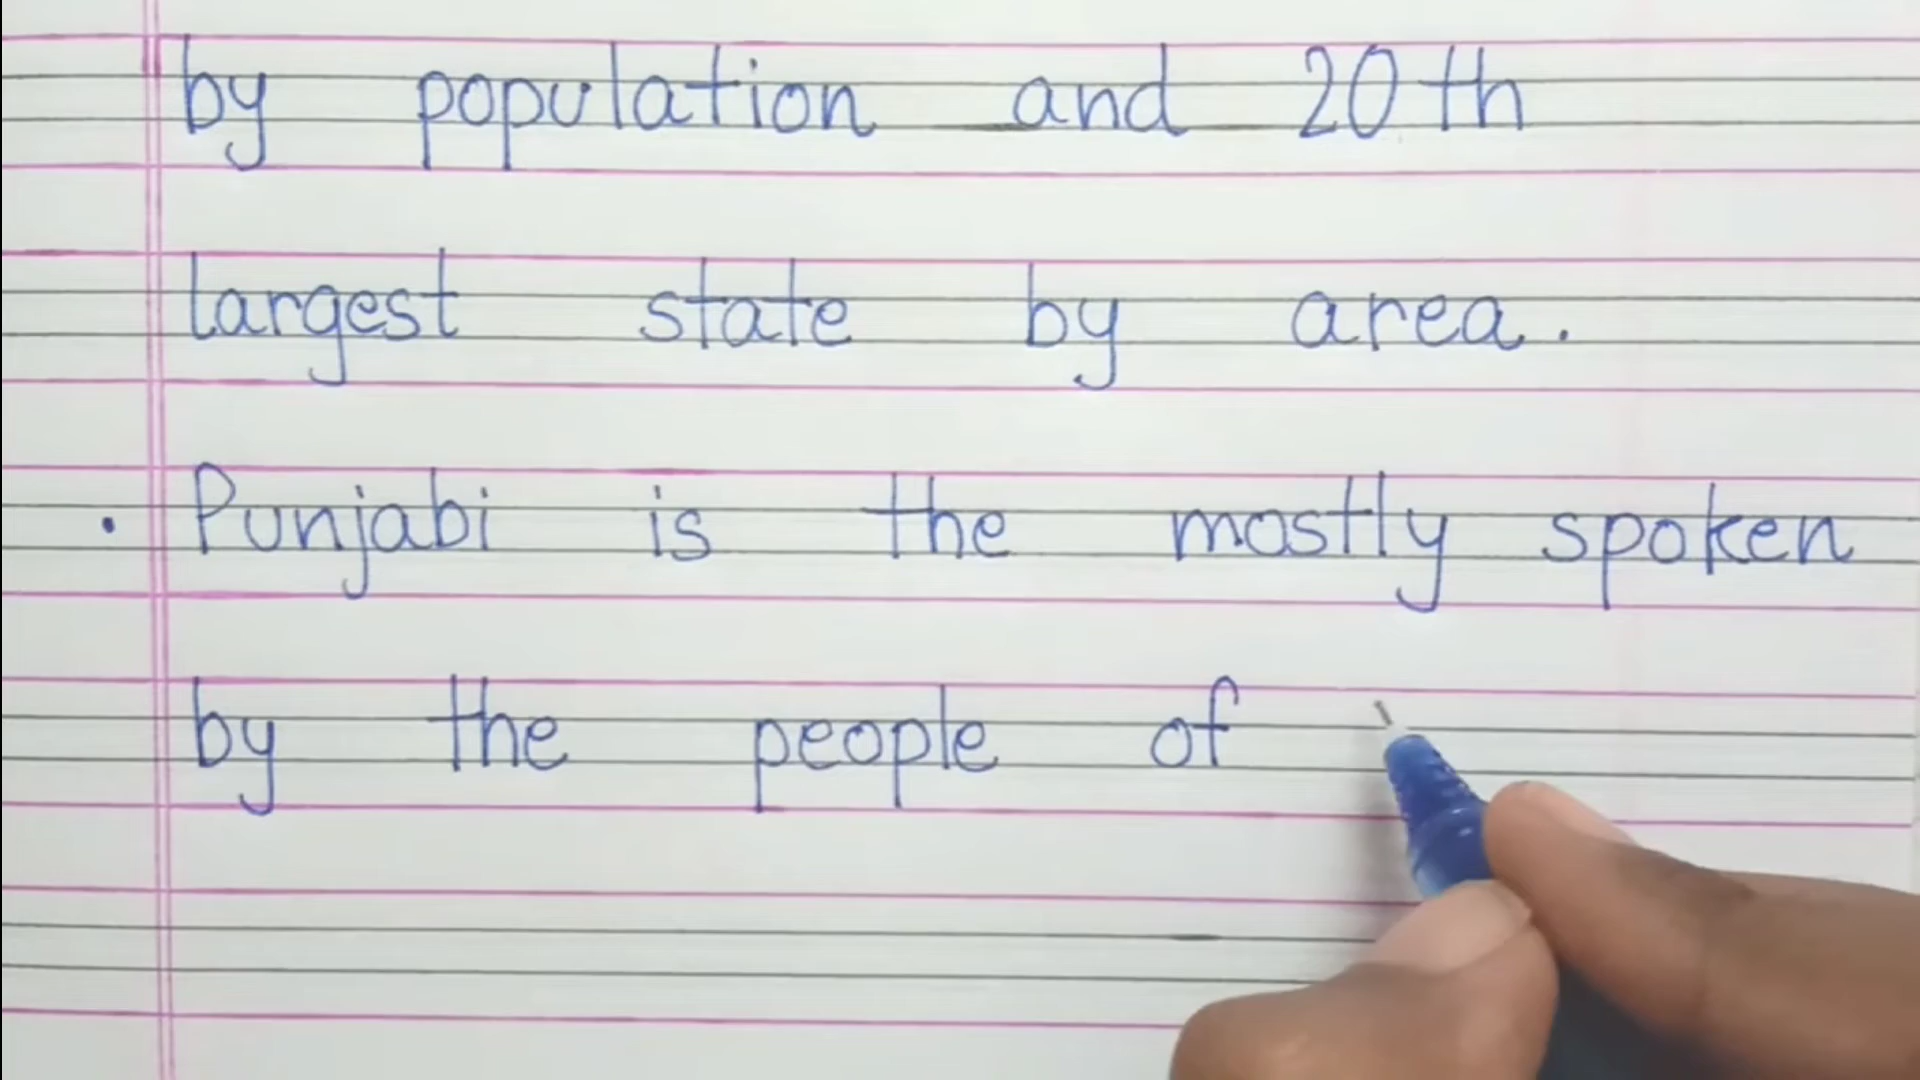 by population and 20th
largest state by area.
. Punjabi is the mostly spoken
by the people of